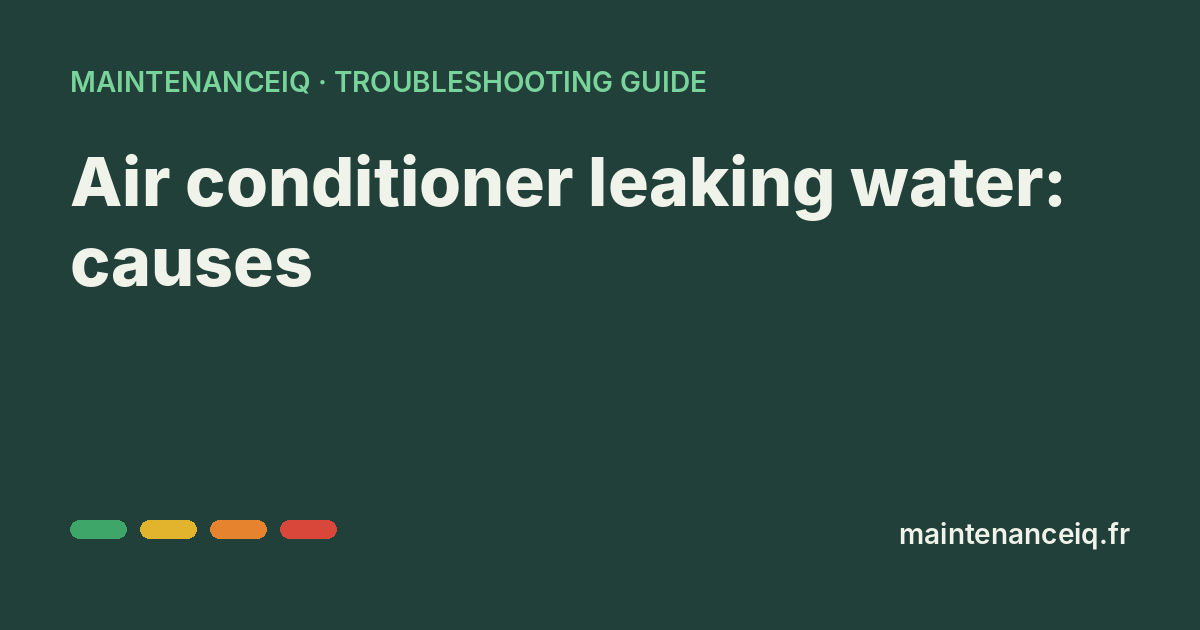 MAINTENANCEIQ · TROUBLESHOOTING GUIDE
Air conditioner leaking water:
causes
maintenanceiq.fr